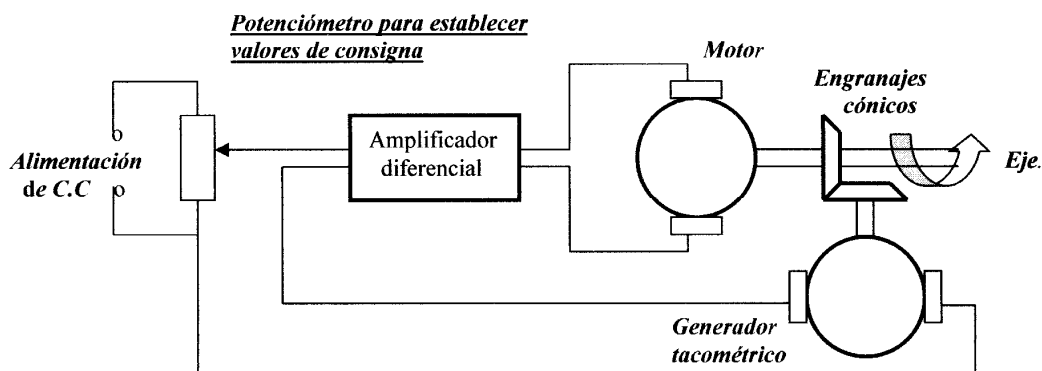 Potenciómetro para establecer
valores de consigna
Motor
Engranajes
cónicos
Amplificador
diferencial
Alimentación
de C.C
Eje.
Generador
tacométrico